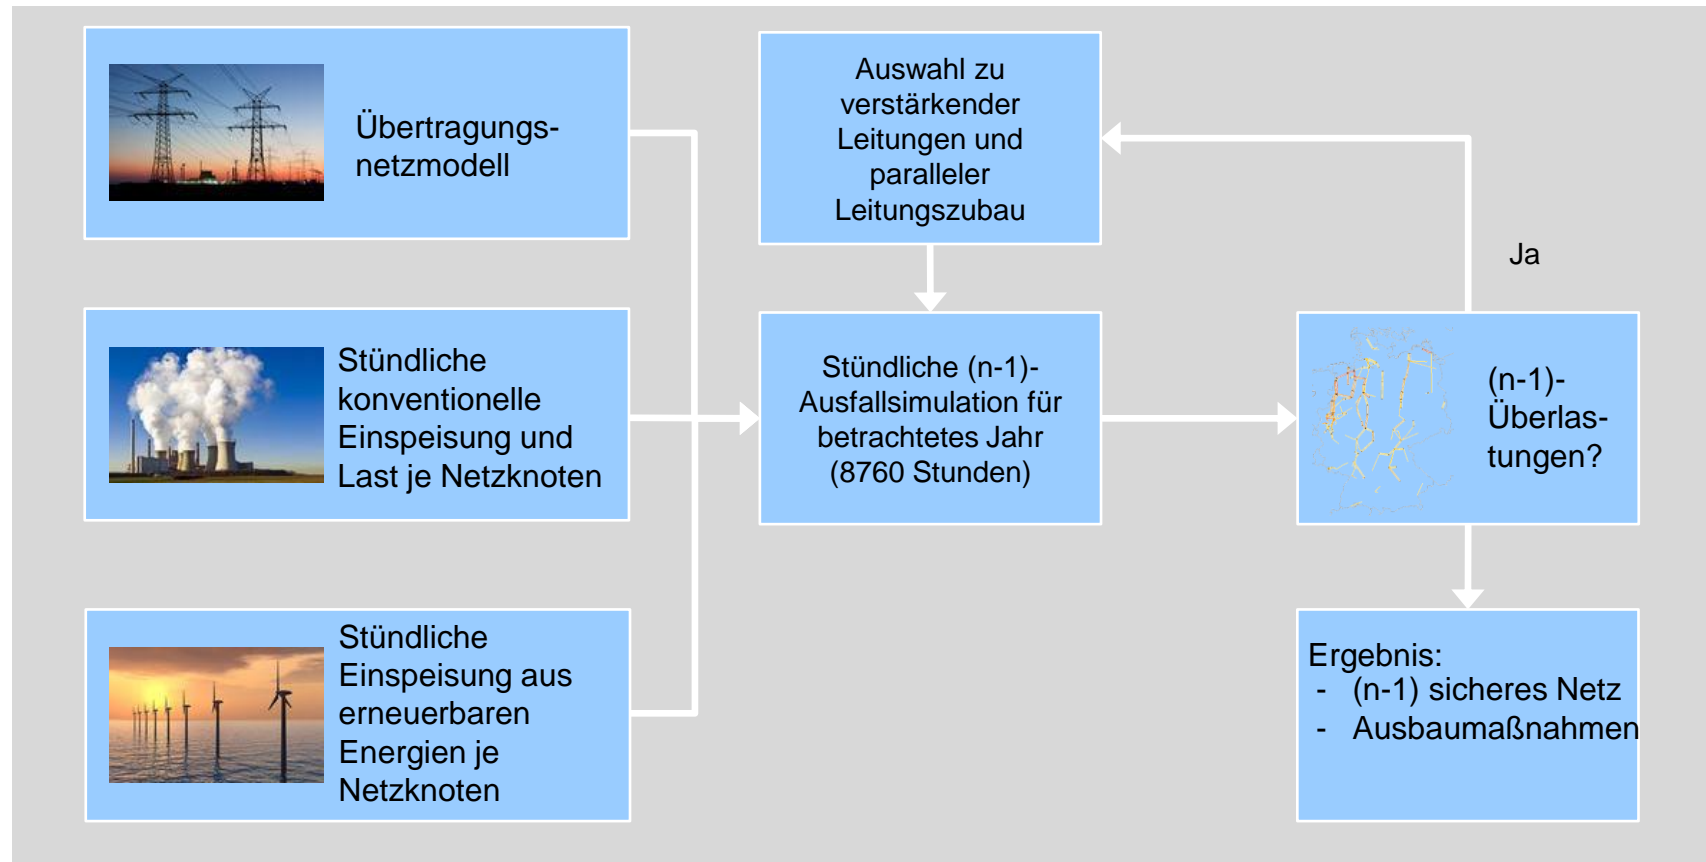 Übertragungs-
netzmodell
Stündliche
konventionelle
Einspeisung und
Last je Netzknoten
Stündliche
Einspeisung aus
erneuerbaren
Energien je
Netzknoten
Auswahl zu
verstärkender
Leitungen und
paralleler
Leitungszubau
Stündliche (n-1)-
Ausfallsimulation für
betrachtetes Jahr
(8760 Stunden)
Ja
(n-1)-
Überlas-
tungen?
Ergebnis:
- (n-1) sicheres Netz
- Ausbaumaßnahmen